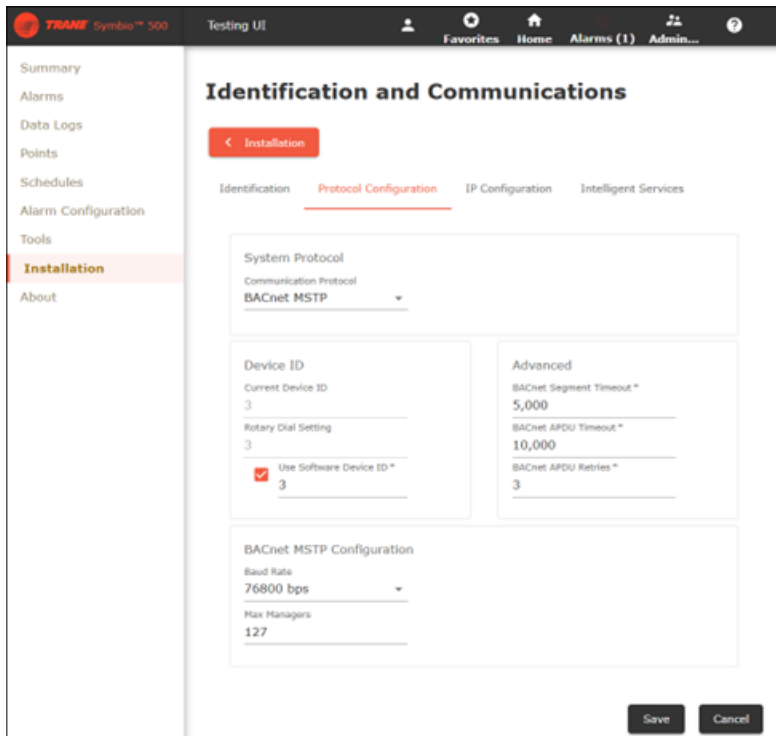 TRANE Symbio™ 500
Testing UI
Favorites
Home
Alarms (1)
Admin...
Summary
Alarms
Data Logs
Points
Schedules
Alarm Configuration
Tools
Installation
About
Identification and Communications
< Installation
Identification
Protocol Configuration
IP Configuration
Intelligent Services
System Protocol
Communication Protocol
BACnet MSTP
Device ID
Current Device ID
3
Rotary Dial Setting
3
Use Software Device ID *
3
Advanced
BACnet Segment Timeout *
5,000
BACnet APDU Timeout *
10,000
BACnet APDU Retries *
3
BACnet MSTP Configuration
Baud Rate
76800 bps
Max Managers
127
Save
Cancel